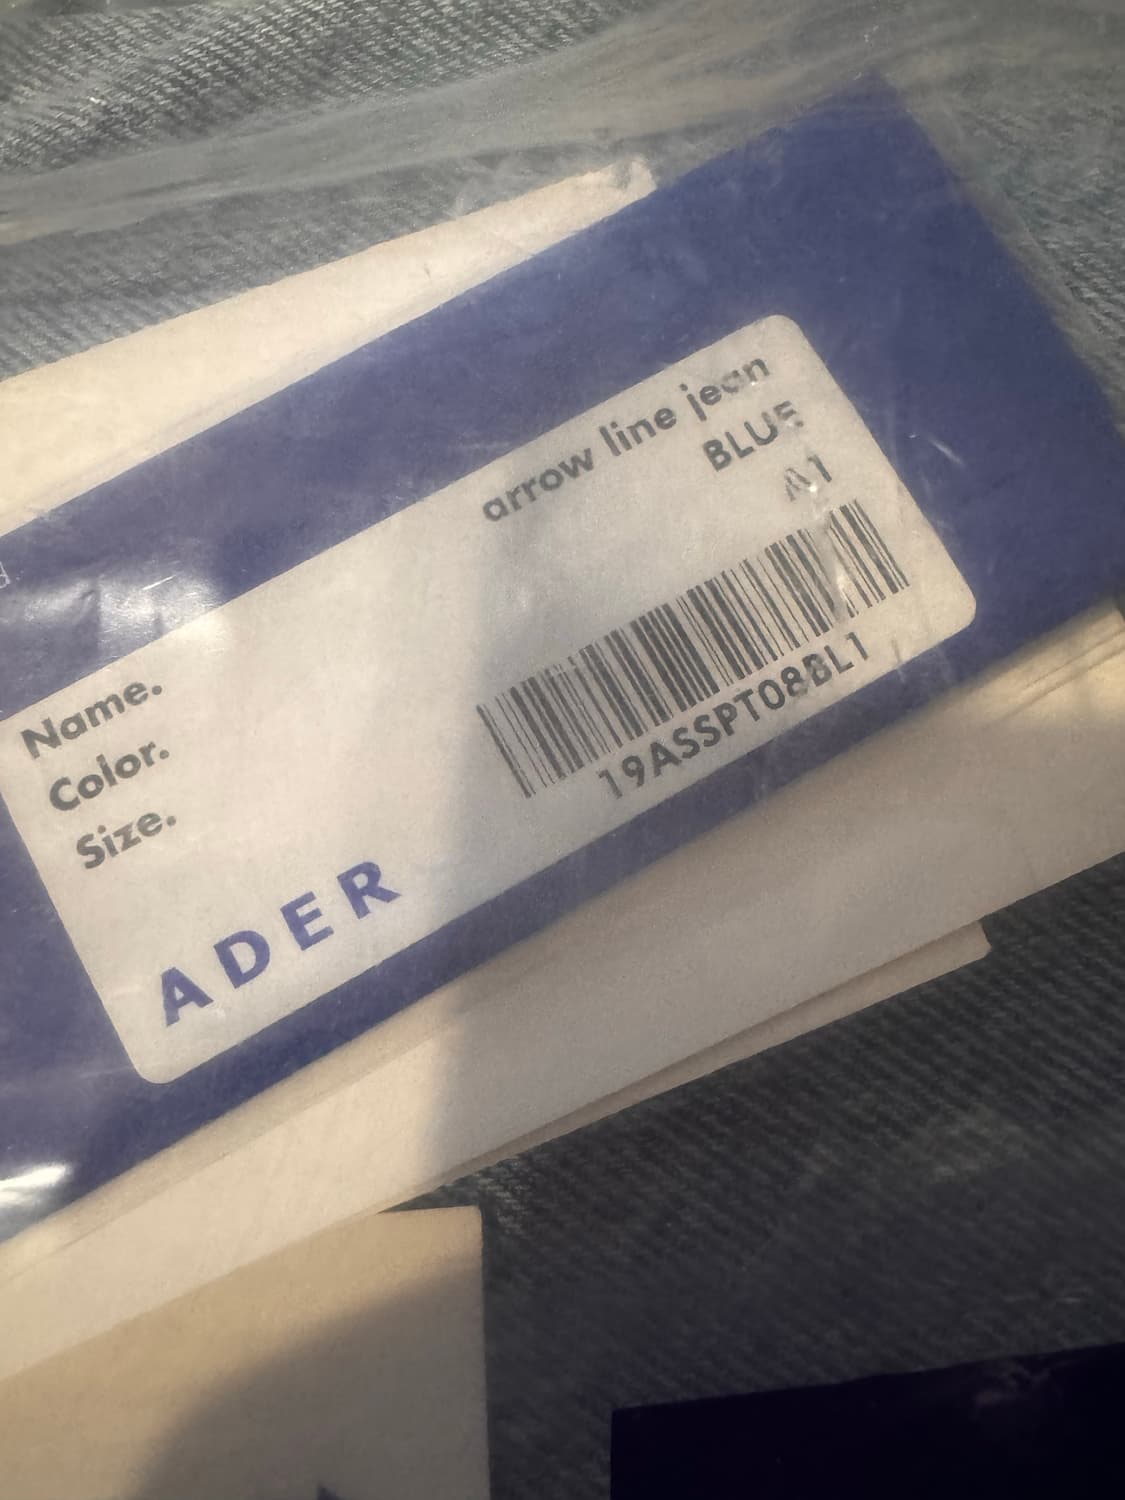 Name. arrow line jean
Color. BLUE
Size. A1
19ASSPT08BL1
ADER